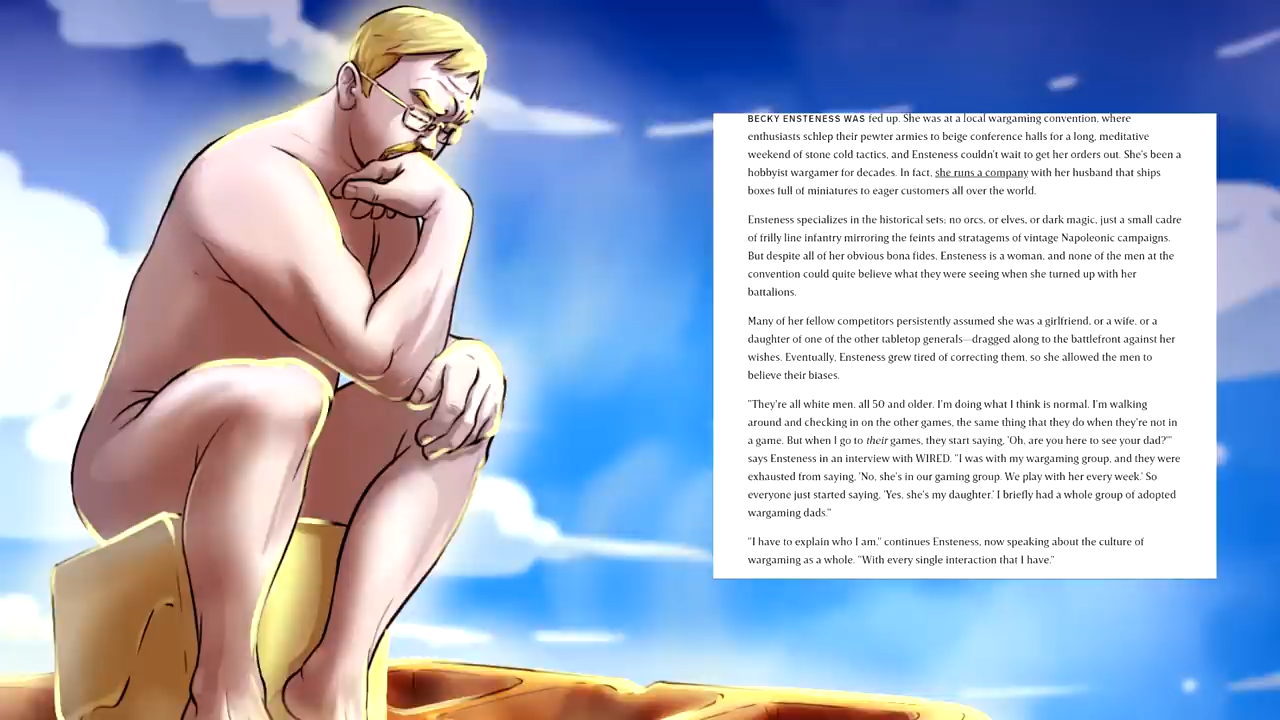 BECKY ENSTENESS WAS fed up. She was at a local wargaming convention, where
enthusiasts schlep their pewter armies to beige conference halls for a long, meditative
weekend of stone cold tactics, and Ensteness couldn't wait to get her orders out. She's been a
hobbyist wargamer for decades. In fact, she runs a company with her husband that ships
boxes full of miniatures to eager customers all over the world.
Ensteness specializes in the historical sets; no orcs, or elves, or dark magic, just a small cadre
of frilly line infantry mirroring the feints and stratagems of vintage Napoleonic campaigns.
But despite all of her obvious bona fides, Ensteness is a woman, and none of the men at the
convention could quite believe what they were seeing when she turned up with her
battalions.
Many of her fellow competitors persistently assumed she was a girlfriend, or a wife, or a
daughter of one of the other tabletop generals—dragged along to the battlefront against her
wishes. Eventually, Ensteness grew tired of correcting them, so she allowed the men to
believe their biases.
"They're all white men, all 50 and older. I'm doing what I think is normal. I'm walking
around and checking in on the other games, the same thing that they do when they're not in
a game. But when I go to their games, they start saying, 'Oh, are you here to see your dad?'"
says Ensteness in an interview with WIRED. "I was with my wargaming group, and they were
exhausted from saying, 'No, she's in our gaming group. We play with her every week.' So
everyone just started saying, 'Yes, she's my daughter.' I briefly had a whole group of adopted
wargaming dads."
"I have to explain who I am," continues Ensteness, now speaking about the culture of
wargaming as a whole. "With every single interaction that I have."